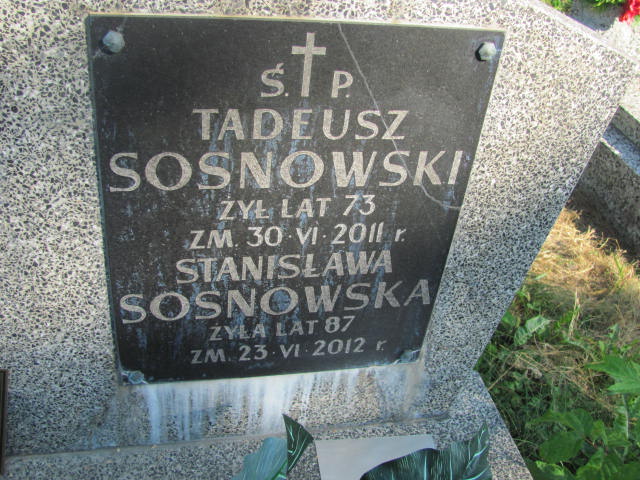 Ś. P.
TADEUSZ
SOSNOWSKI
ŻYŁ LAT 73
ZM. 30·VI·2011 r.
STANISŁAWA
SOSNOWSKA
ŻYŁA LAT 87
ZM. 23·VI·2012 r.